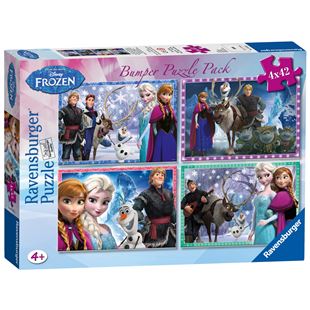 Disney
FROZEN
Bumper Puzzle Pack
4x42
Ravensburger
Puzzle
4+
Ravensburger